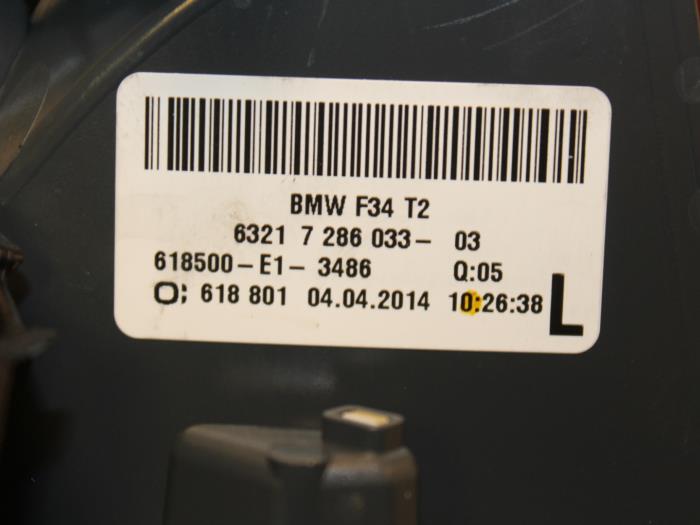 BMW F34 T2
6321 7 286 033- 03
618500-E1- 3486 Q:05
O; 618 801 04.04.2014 10:26:38 L